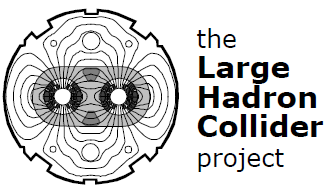 the
Large
Hadron
Collider
project